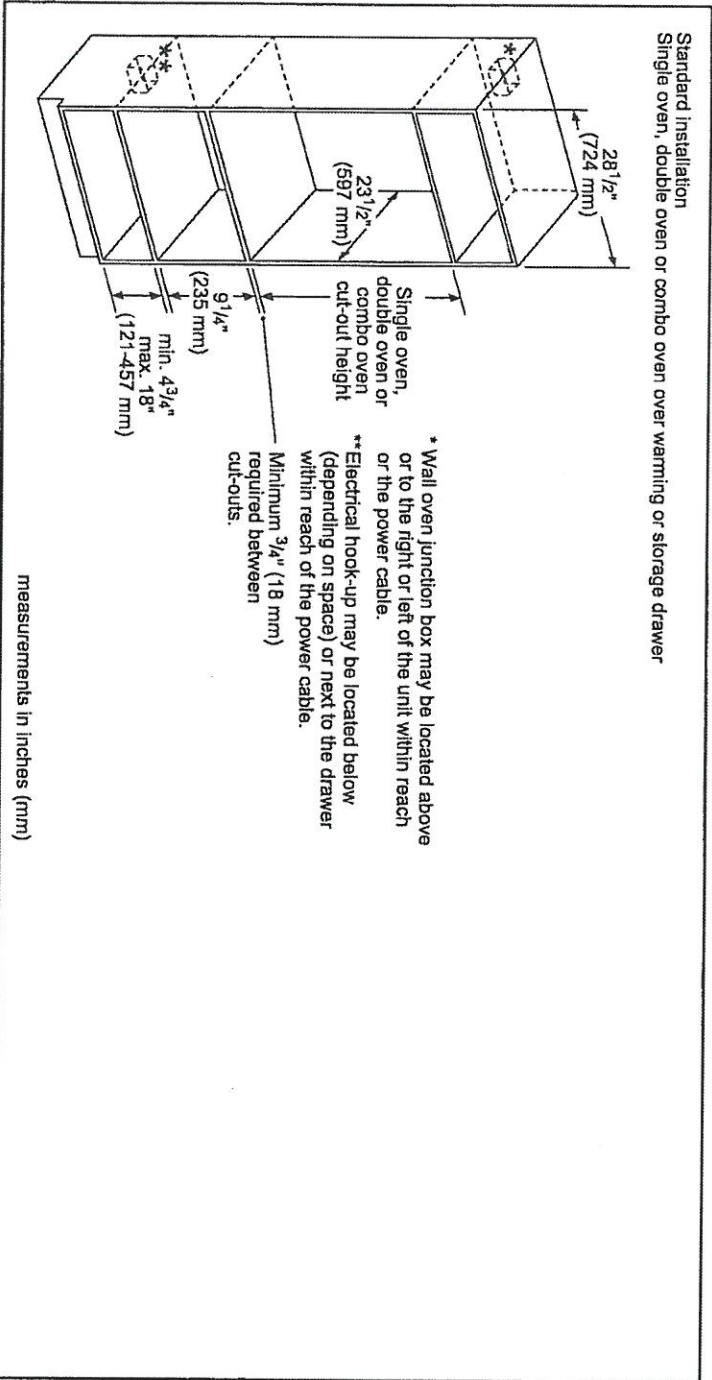 Standard installation
Single oven, double oven or combo oven over warming or storage drawer
28 1/2"
(724 mm)
23 1/2"
(597 mm)
Single oven,
double oven or
combo oven
cut-out height
9 1/4"
(235 mm)
min. 4 3/4"
max. 18"
(121-457 mm)
*
**
* Wall oven junction box may be located above
or to the right or left of the unit within reach
or the power cable.
**Electrical hook-up may be located below
(depending on space) or next to the drawer
within reach of the power cable.
Minimum 3/4" (18 mm)
required between
cut-outs.
measurements in inches (mm)